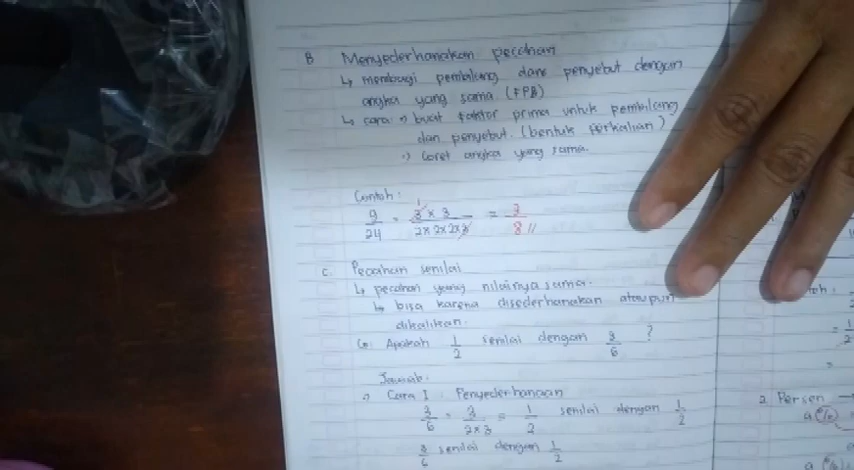 B Menyederhanakan pecahan
↳ membagi pembilang dan penyebut dengan
angka yang sama. (FPB)
↳ cara: buat faktor prima untuk pembilang
dan penyebut. (bentuk perkalian)
Coret angka yang sama.
Contoh:
9/24 = 3 × 3 / 2 × 2 × 2 × 3 = 3/8 //
C. Pecahan senilai
↳ pecahan yang nilainya sama.
↳ bisa karena disederhanakan ataupun
dikalikan.
Apakah 1/2 senilai dengan 3/6 ?
Jawab:
Cara I : Penyederhanaan
3/6 = 3/2×3 = 1/2 senilai dengan 1/2
3/6 senilai dengan 1/2
2. Persen